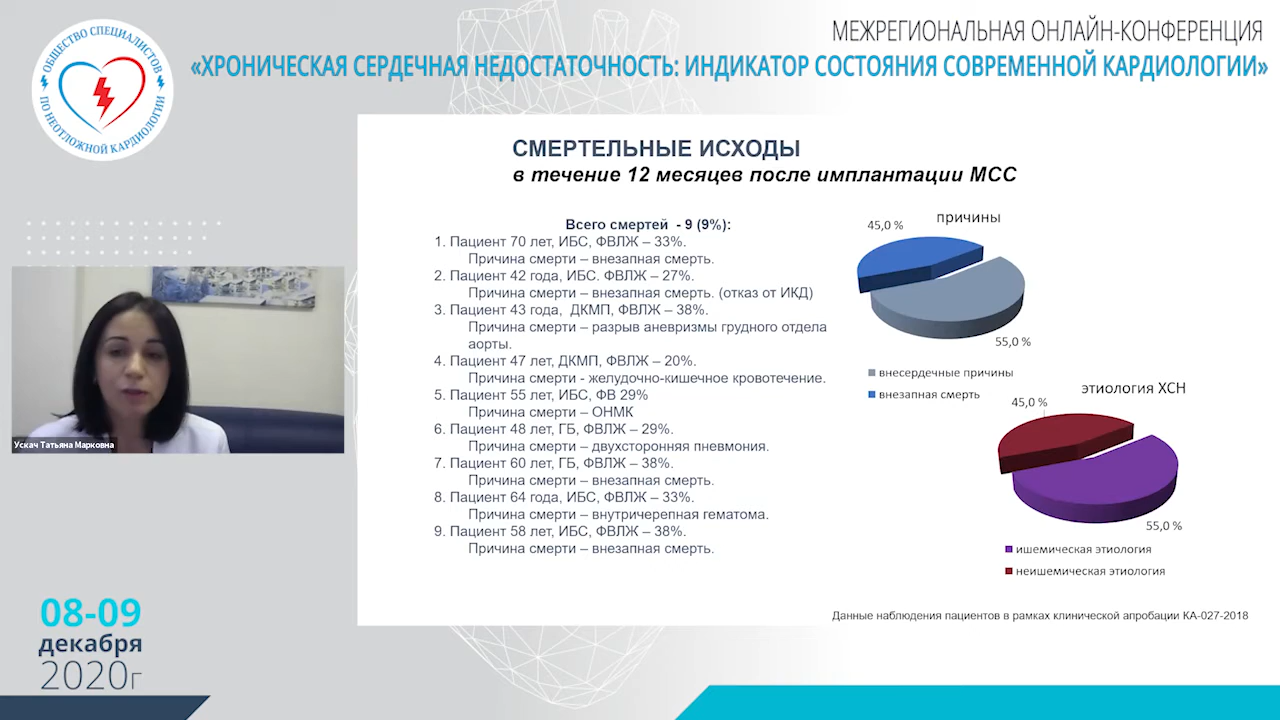 МЕЖРЕГИОНАЛЬНАЯ ОНЛАЙН-КОНФЕРЕНЦИЯ
«ХРОНИЧЕСКАЯ СЕРДЕЧНАЯ НЕДОСТАТОЧНОСТЬ: ИНДИКАТОР СОСТОЯНИЯ СОВРЕМЕННОЙ КАРДИОЛОГИИ»
ОБЩЕСТВО СПЕЦИАЛИСТОВ
ПО НЕОТЛОЖНОЙ КАРДИОЛОГИИ
СМЕРТЕЛЬНЫЕ ИСХОДЫ
в течение 12 месяцев после имплантации МСС
Всего смертей - 9 (9%):
1. Пациент 70 лет, ИБС, ФВЛЖ – 33%.
Причина смерти – внезапная смерть.
2. Пациент 42 года, ИБС. ФВЛЖ – 27%.
Причина смерти – внезапная смерть. (отказ от ИКД)
3. Пациент 43 года, ДКМП, ФВЛЖ – 38%.
Причина смерти – разрыв аневризмы грудного отдела
аорты.
4. Пациент 47 лет, ДКМП, ФВЛЖ – 20%.
Причина смерти - желудочно-кишечное кровотечение.
5. Пациент 55 лет, ИБС, ФВ 29%
Причина смерти – ОНМК
6. Пациент 48 лет, ГБ, ФВЛЖ – 29%.
Причина смерти – двухсторонняя пневмония.
7. Пациент 60 лет, ГБ, ФВЛЖ – 38%.
Причина смерти – внезапная смерть.
8. Пациент 64 года, ИБС, ФВЛЖ – 33%.
Причина смерти – внутричерепная гематома.
9. Пациент 58 лет, ИБС, ФВЛЖ – 38%.
Причина смерти – внезапная смерть.
причины
45,0 %
55,0 %
внесердечные причины
внезапная смерть
этиология ХСН
45,0 %
55,0 %
ишемическая этиология
неишемическая этиология
Данные наблюдения пациентов в рамках клинической апробации КА-027-2018
Ускач Татьяна Марковна
08-09
декабря
2020г